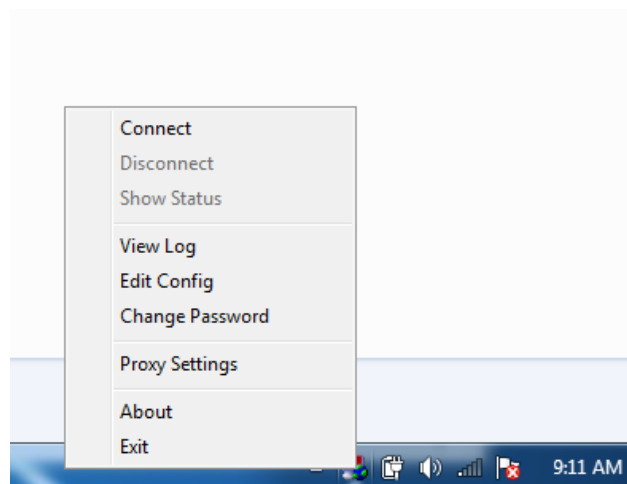 Connect
Disconnect
Show Status
View Log
Edit Config
Change Password
Proxy Settings
About
Exit
9:11 AM